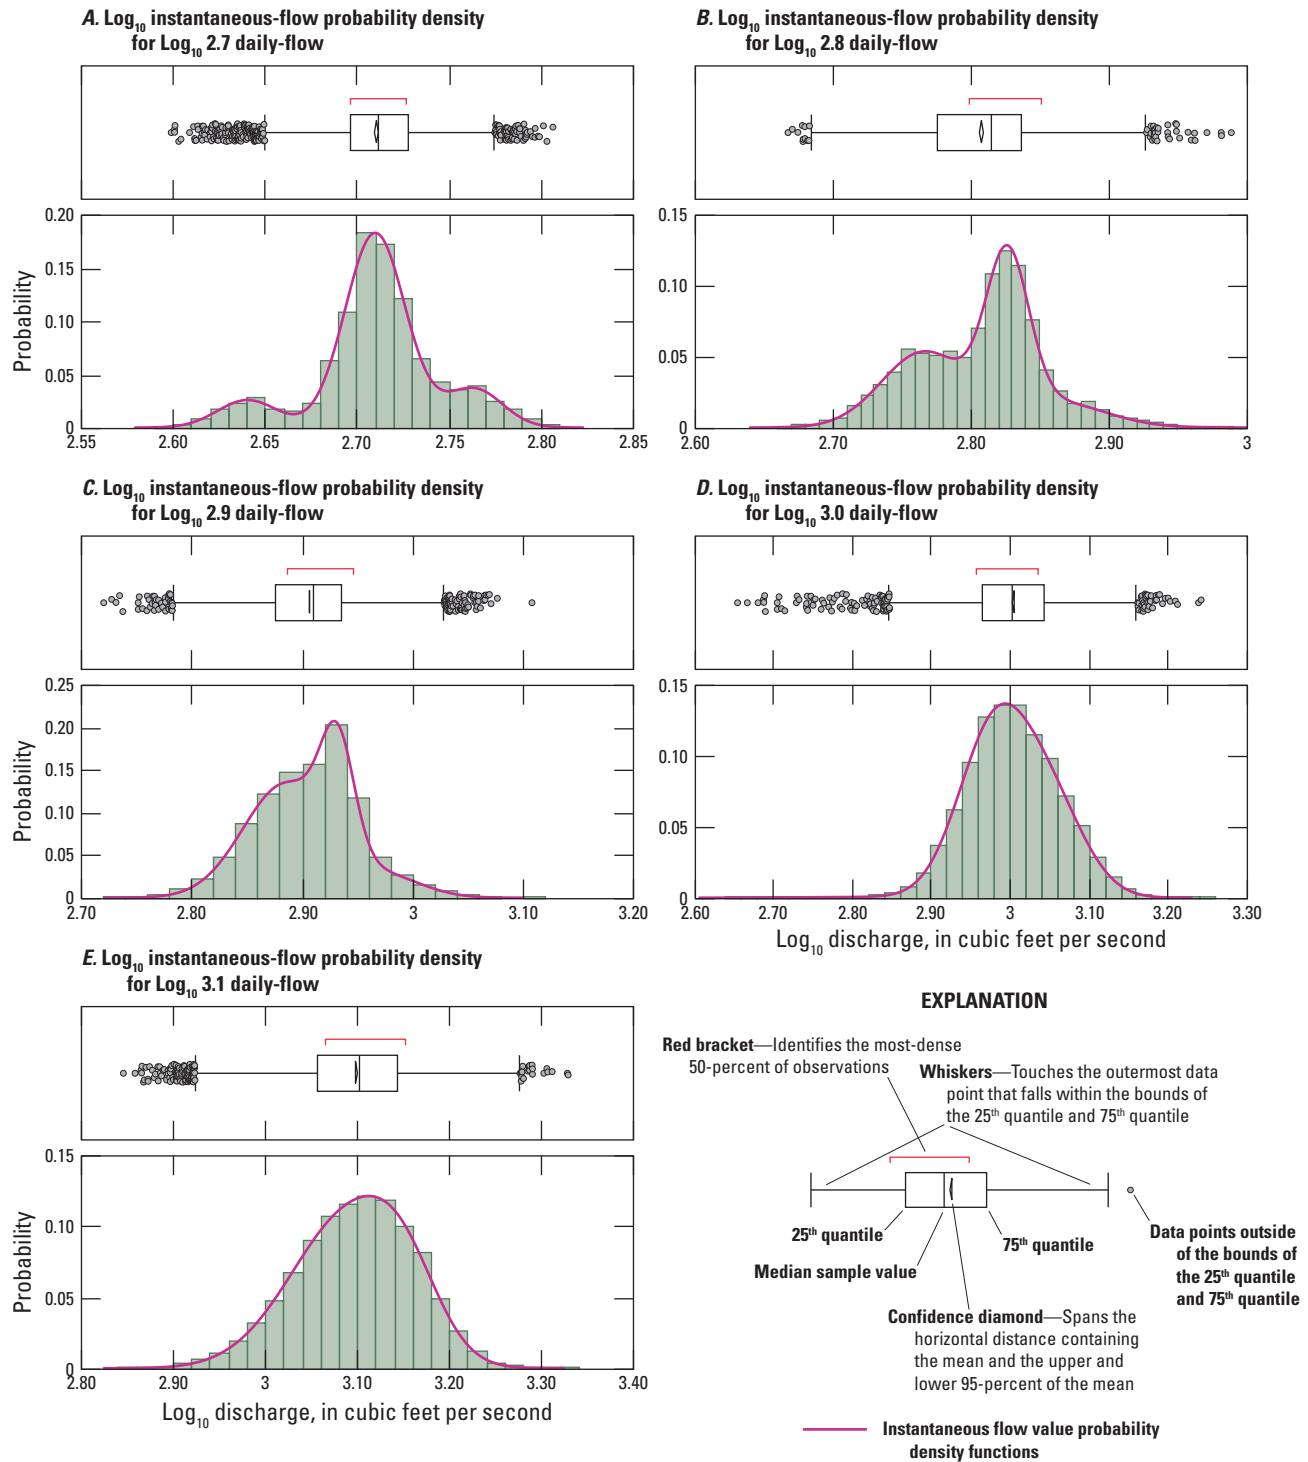 A. Log10 instantaneous-flow probability density
for Log10 2.7 daily-flow
B. Log10 instantaneous-flow probability density
for Log10 2.8 daily-flow
0.20
0.15
0.10
0.05
0
2.55 2.60 2.65 2.70 2.75 2.80 2.85
Probability
0.15
0.10
0.05
0
2.60 2.70 2.80 2.90 3
C. Log10 instantaneous-flow probability density
for Log10 2.9 daily-flow
D. Log10 instantaneous-flow probability density
for Log10 3.0 daily-flow
0.25
0.20
0.15
0.10
0.05
0
2.70 2.80 2.90 3 3.10 3.20
Probability
0.15
0.10
0.05
0
2.60 2.70 2.80 2.90 3 3.10 3.20 3.30
Log10 discharge, in cubic feet per second
E. Log10 instantaneous-flow probability density
for Log10 3.1 daily-flow
0.15
0.10
0.05
0
2.80 2.90 3 3.10 3.20 3.30 3.40
Probability
Log10 discharge, in cubic feet per second
EXPLANATION
Red bracket—Identifies the most-dense
50-percent of observations
Whiskers—Touches the outermost data
point that falls within the bounds of
the 25th quantile and 75th quantile
25th quantile
75th quantile
Median sample value
Data points outside
of the bounds of
the 25th quantile
and 75th quantile
Confidence diamond—Spans the
horizontal distance containing
the mean and the upper and
lower 95-percent of the mean
Instantaneous flow value probability
density functions